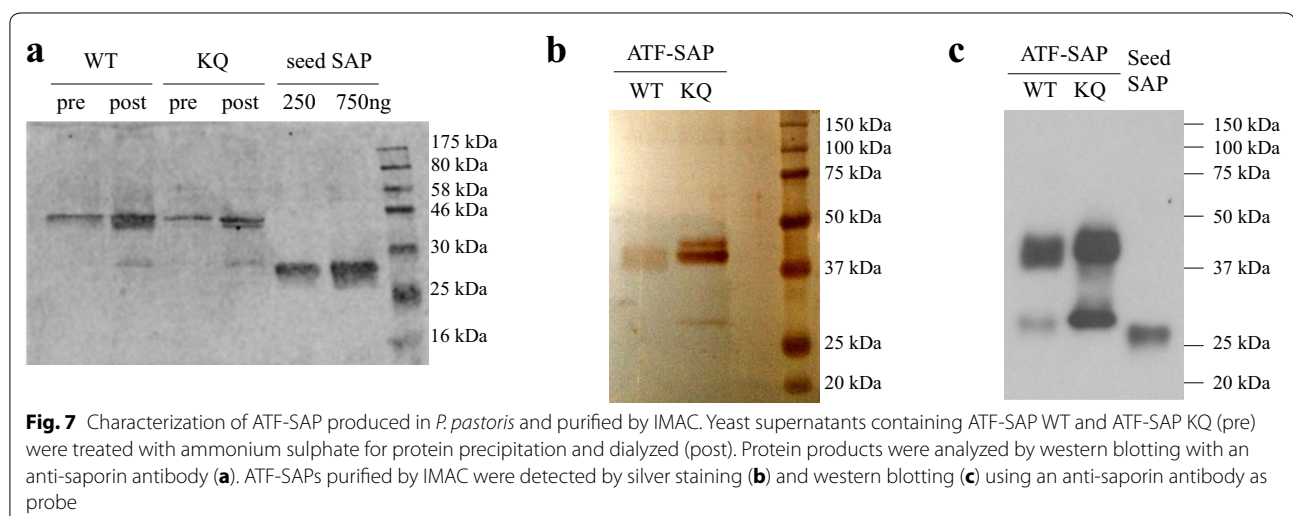 a
WT KQ seed SAP
pre post pre post 250 750ng
175 kDa
80 kDa
58 kDa
46 kDa
30 kDa
25 kDa
16 kDa
b
ATF-SAP
WT KQ
150 kDa
100 kDa
75 kDa
50 kDa
37 kDa
25 kDa
20 kDa
c
ATF-SAP Seed
WT KQ SAP
150 kDa
100 kDa
75 kDa
50 kDa
37 kDa
25 kDa
20 kDa
Fig. 7 Characterization of ATF-SAP produced in P. pastoris and purified by IMAC. Yeast supernatants containing ATF-SAP WT and ATF-SAP KQ (pre)
were treated with ammonium sulphate for protein precipitation and dialyzed (post). Protein products were analyzed by western blotting with an
anti-saporin antibody (a). ATF-SAPs purified by IMAC were detected by silver staining (b) and western blotting (c) using an anti-saporin antibody as
probe